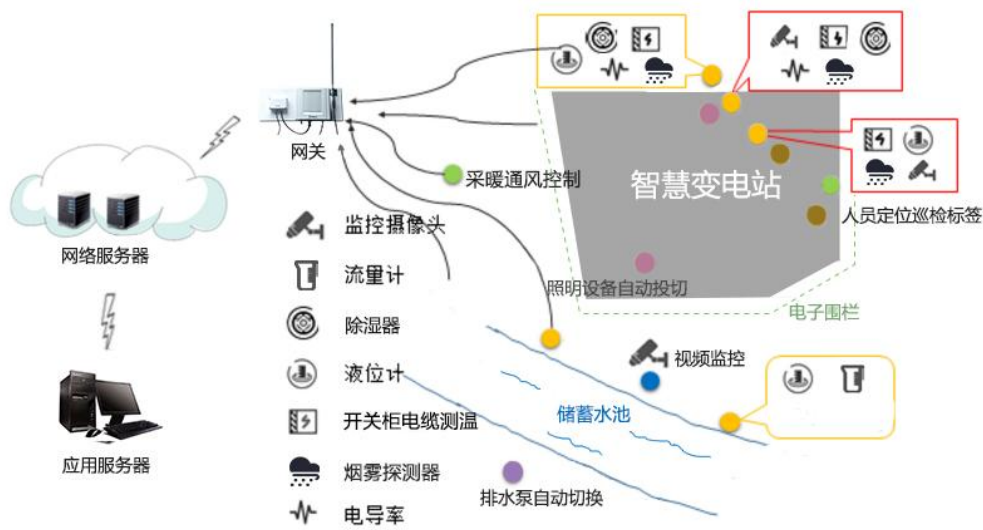 网关
采暖通风控制
智慧变电站
人员定位巡检标签
监控摄像头
网络服务器
流量计
照明设备自动投切
电子围栏
除湿器
视频监控
液位计
储蓄水池
开关柜电缆测温
应用服务器
烟雾探测器
排水泵自动切换
电导率